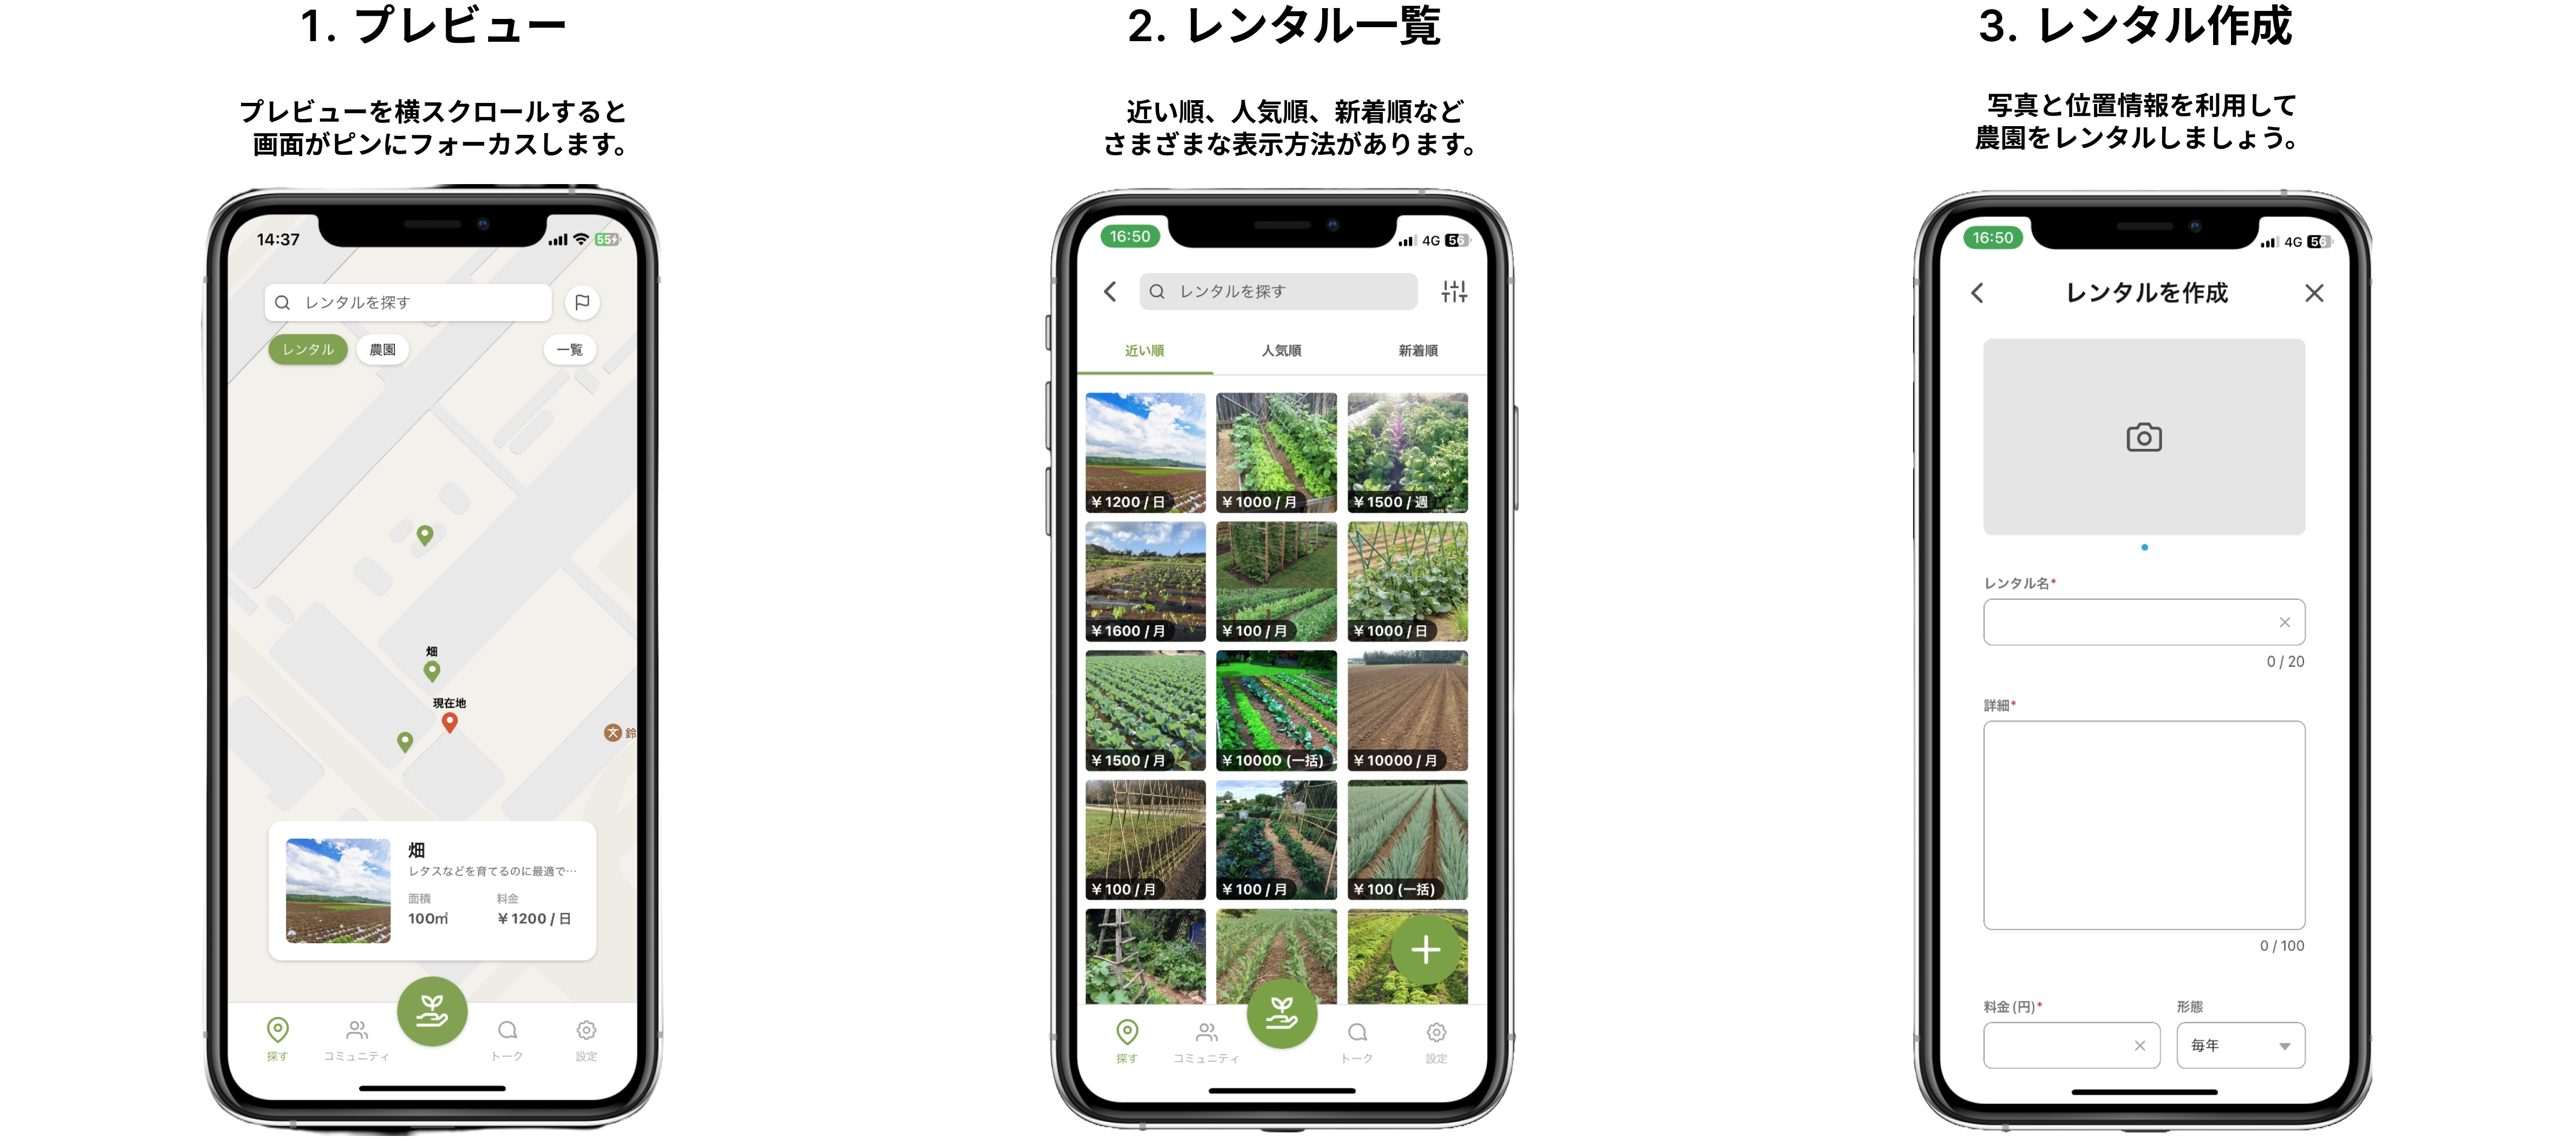 1. プレビュー
プレビューを横スクロールすると
画面がピンにフォーカスします。
14:37
55
レンタルを探す
レンタル
農園
一覧
畑
現在地
文 鈴
畑
レタスなどを育てるのに最適で…
面積
料金
100㎡
¥1200 / 日
探す
コミュニティ
トーク
設定
2. レンタル一覧
近い順、人気順、新着順など
さまざまな表示方法があります。
16:50
4G 56
レンタルを探す
近い順
人気順
新着順
¥1200 / 日
¥1000 / 月
¥1500 / 週
¥1600 / 月
¥100 / 月
¥1000 / 日
¥1500 / 月
¥10000 (一括)
¥10000 / 月
¥100 / 月
¥100 / 月
¥100 (一括)
探す
コミュニティ
トーク
設定
3. レンタル作成
写真と位置情報を利用して
農園をレンタルしましょう。
16:50
4G 56
レンタルを作成
レンタル名*
0 / 20
詳細*
0 / 100
料金 (円)*
形態
毎年